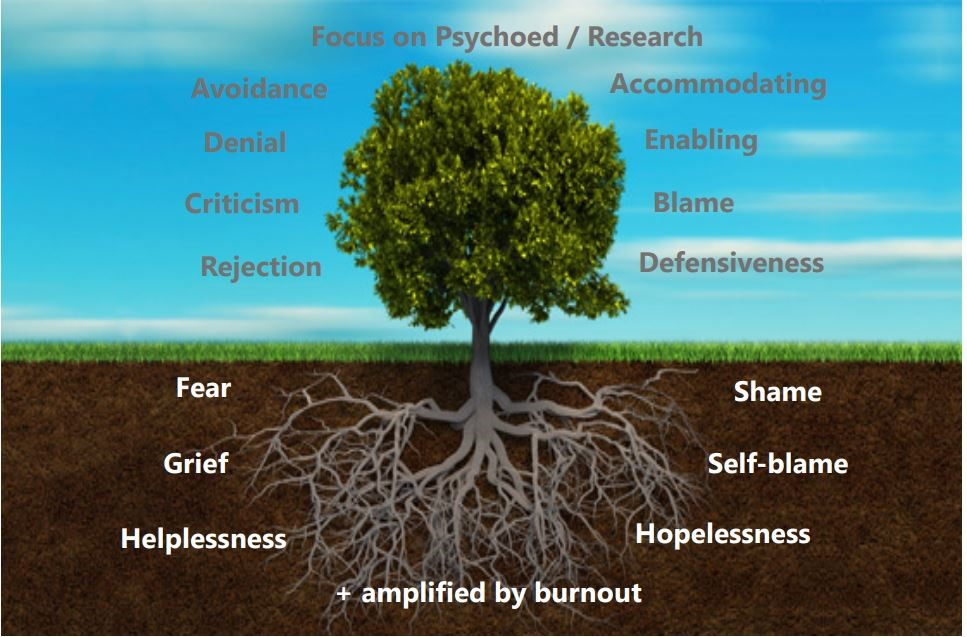 Focus on Psychoed / Research
Avoidance
Accommodating
Denial
Enabling
Criticism
Blame
Rejection
Defensiveness
Fear
Shame
Grief
Self-blame
Helplessness
Hopelessness
+ amplified by burnout